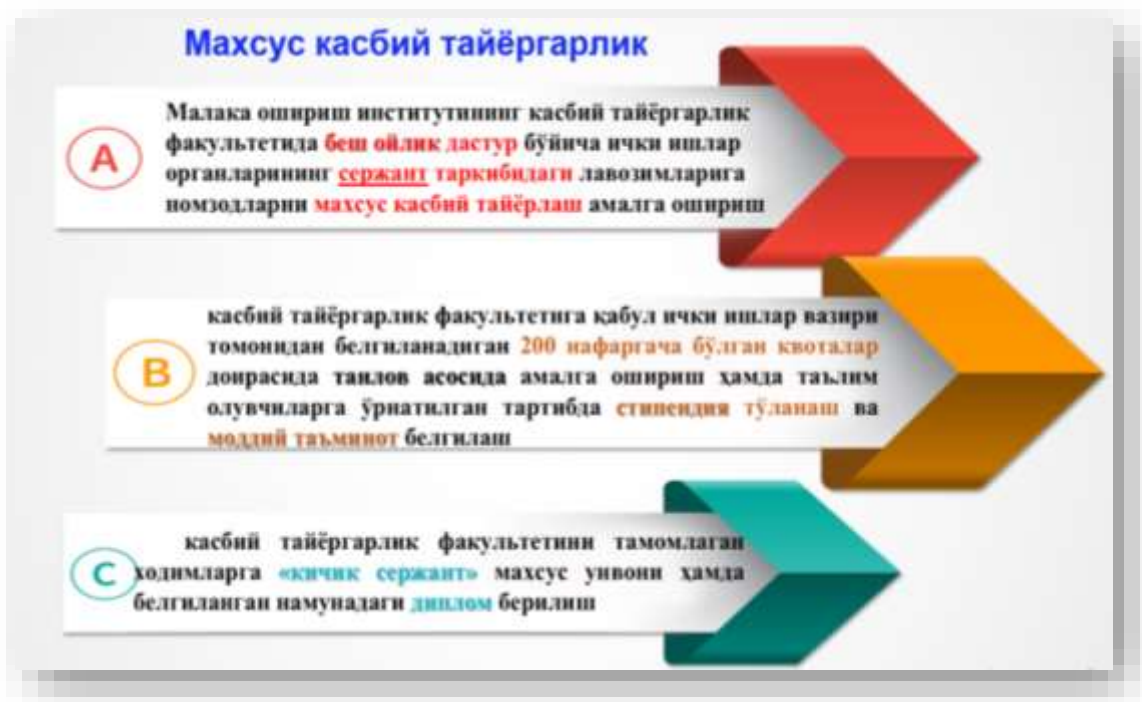 Махсус касбий тайёргарлик
A
Малака ошириш институтининг касбий тайёргарлик
факультетида беш ойлик дастур бўйича ички ишлар
органларининг сержант таркибидаги лавозимларига
номзодларни махсус касбий тайёрлаш амалга ошириш
B
касбий тайёргарлик факультетига қабул ички ишлар вазири
томонидан белгиланадиган 200 нафаргача бўлган квоталар
доирасида танлов асосида амалга ошириш ҳамда таълим
олувчиларга ўрнатилган тартибда стипендия тўланаш ва
моддий таъминот белгилаш
C
касбий тайёргарлик факультетини тамомлаган
ходимларга «кичик сержант» махсус унвони ҳамда
белгиланган намунадаги диплом берилиш